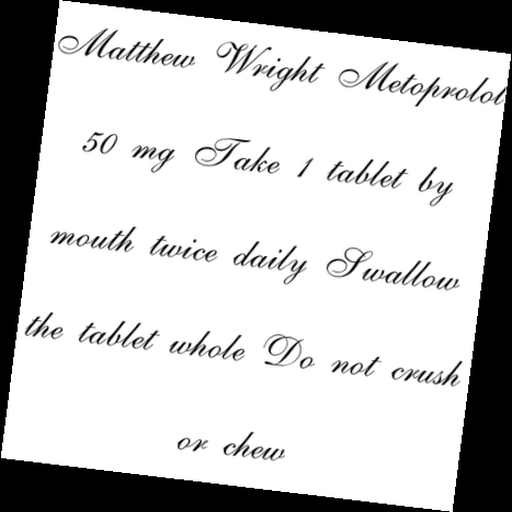 Matthew Wright Metoprolol
50 mg Take 1 tablet by
mouth twice daily Swallow
the tablet whole Do not crush
or chew